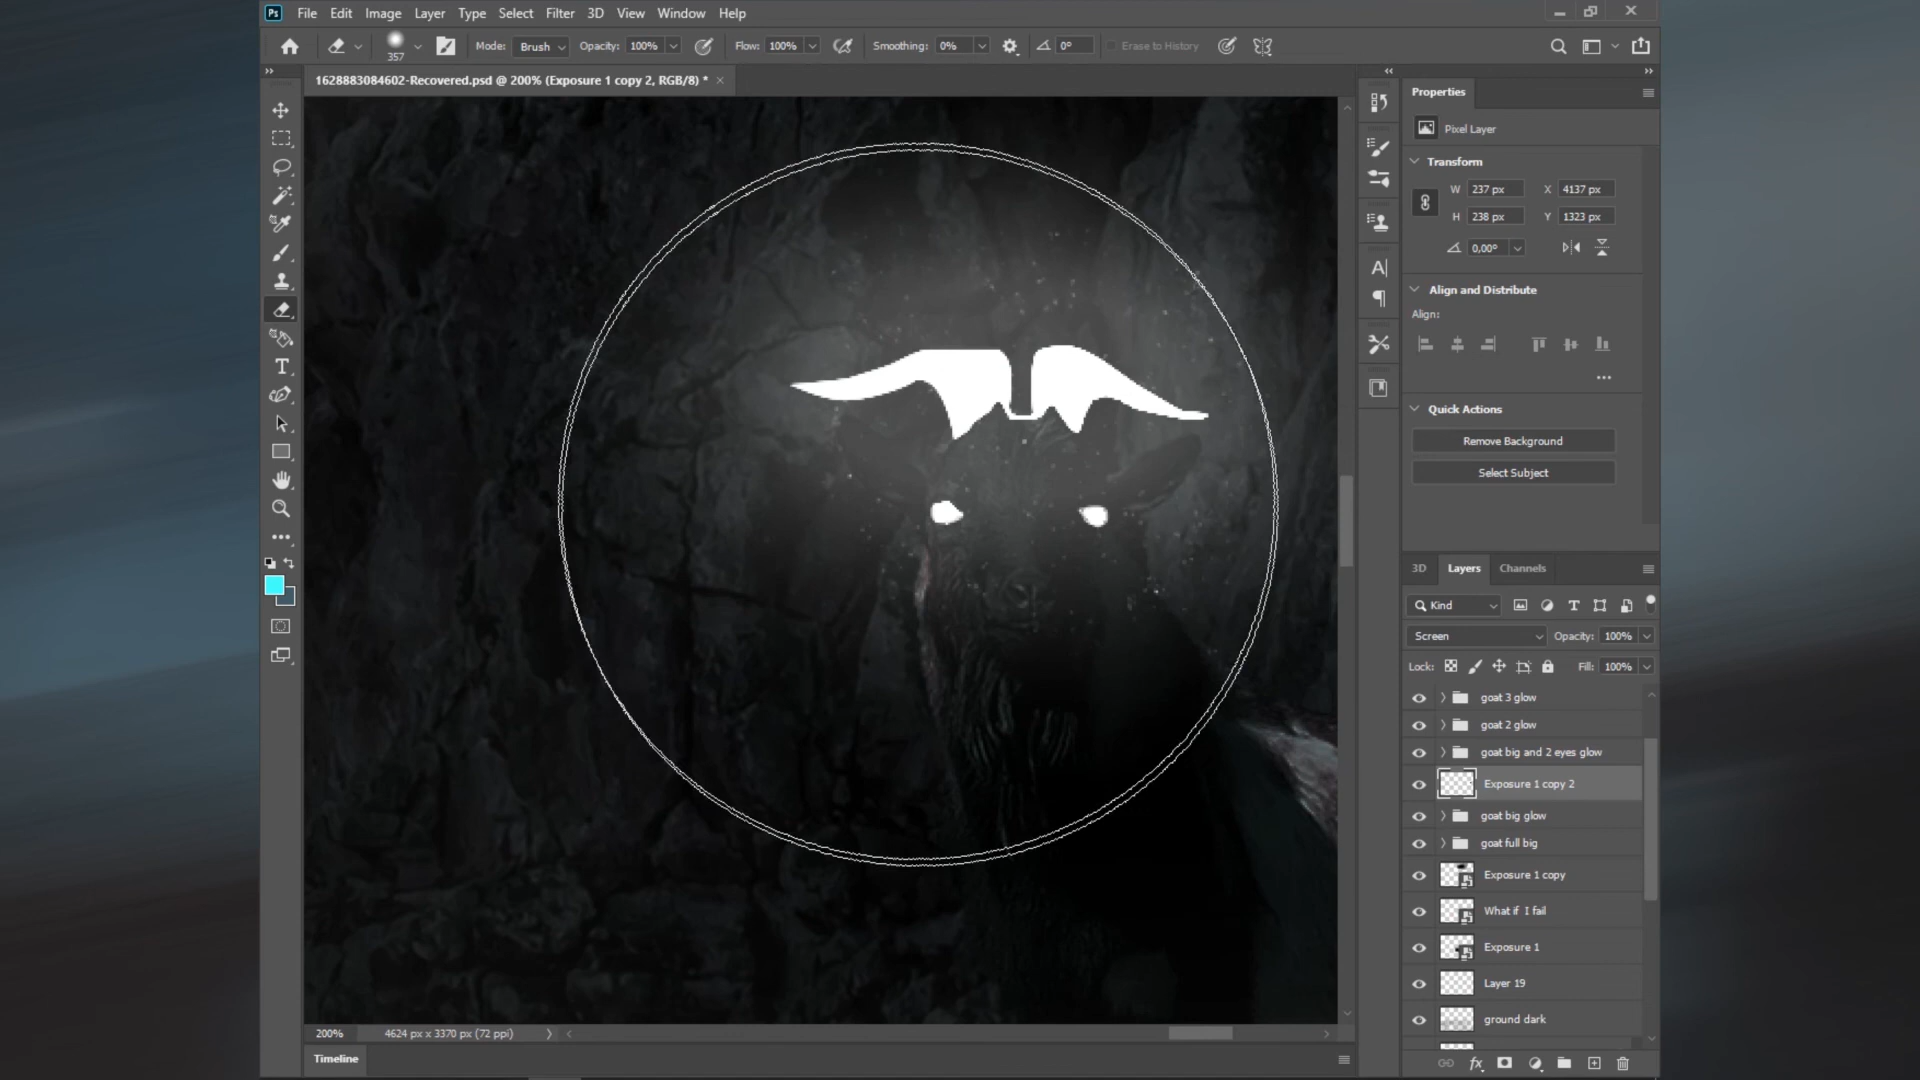 Ps File Edit Image Layer Type Select Filter 3D View Window Help
357 Mode: Brush Opacity: 100% Flow: 100% Smoothing: 0% 0° Erase to History
1628883084602-Recovered.psd @ 200% (Exposure 1 copy 2, RGB/8) * ×
Properties
Pixel Layer
Transform
W 237 px X 4137 px
H 238 px Y 1323 px
0,00°
Align and Distribute
Align:
Quick Actions
Remove Background
Select Subject
3D Layers Channels
Kind
Screen Opacity: 100%
Lock: Fill: 100%
goat 3 glow
goat 2 glow
goat big and 2 eyes glow
Exposure 1 copy 2
goat big glow
goat full big
Exposure 1 copy
What if I fail
Exposure 1
Layer 19
ground dark
200% 4624 px x 3370 px (72 ppi)
Timeline